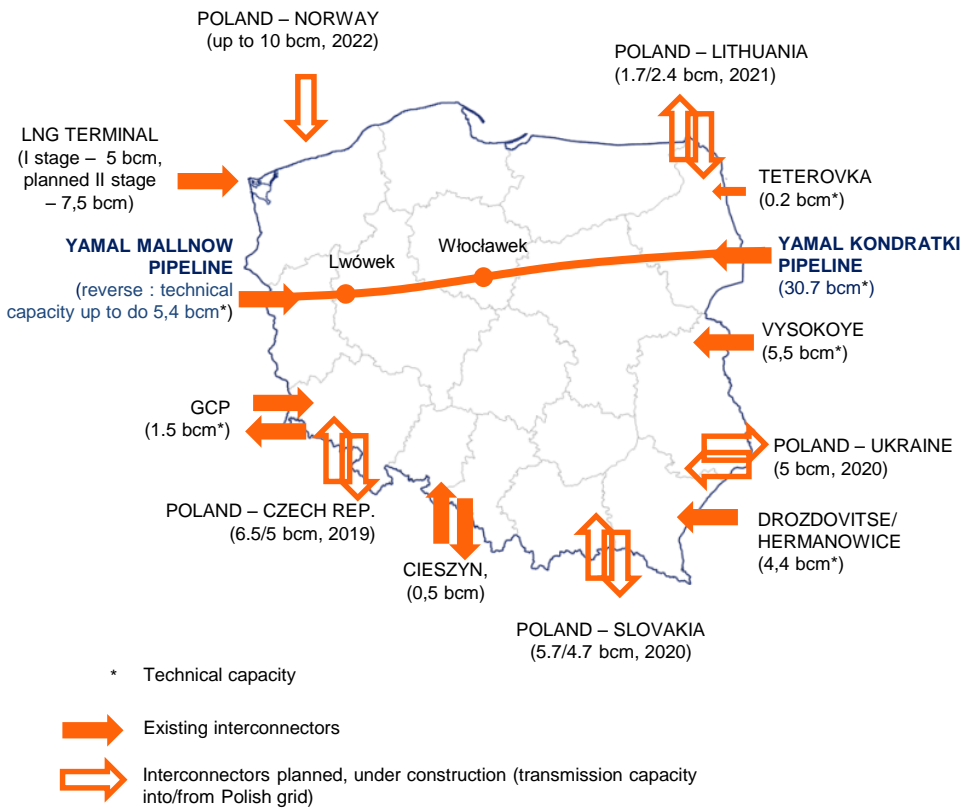 POLAND – NORWAY
(up to 10 bcm, 2022)
POLAND – LITHUANIA
(1.7/2.4 bcm, 2021)
LNG TERMINAL
(I stage – 5 bcm,
planned II stage
– 7,5 bcm)
TETEROVKA
(0.2 bcm*)
YAMAL MALLNOW
PIPELINE
(reverse : technical
capacity up to do 5,4 bcm*)
Lwówek
Włocławek
YAMAL KONDRATKI
PIPELINE
(30.7 bcm*)
VYSOKOYE
(5,5 bcm*)
GCP
(1.5 bcm*)
POLAND – UKRAINE
(5 bcm, 2020)
POLAND – CZECH REP.
(6.5/5 bcm, 2019)
CIESZYN,
(0,5 bcm)
DROZDOVITSE/
HERMANOWICE
(4,4 bcm*)
POLAND – SLOVAKIA
(5.7/4.7 bcm, 2020)
* Technical capacity
Existing interconnectors
Interconnectors planned, under construction (transmission capacity
into/from Polish grid)